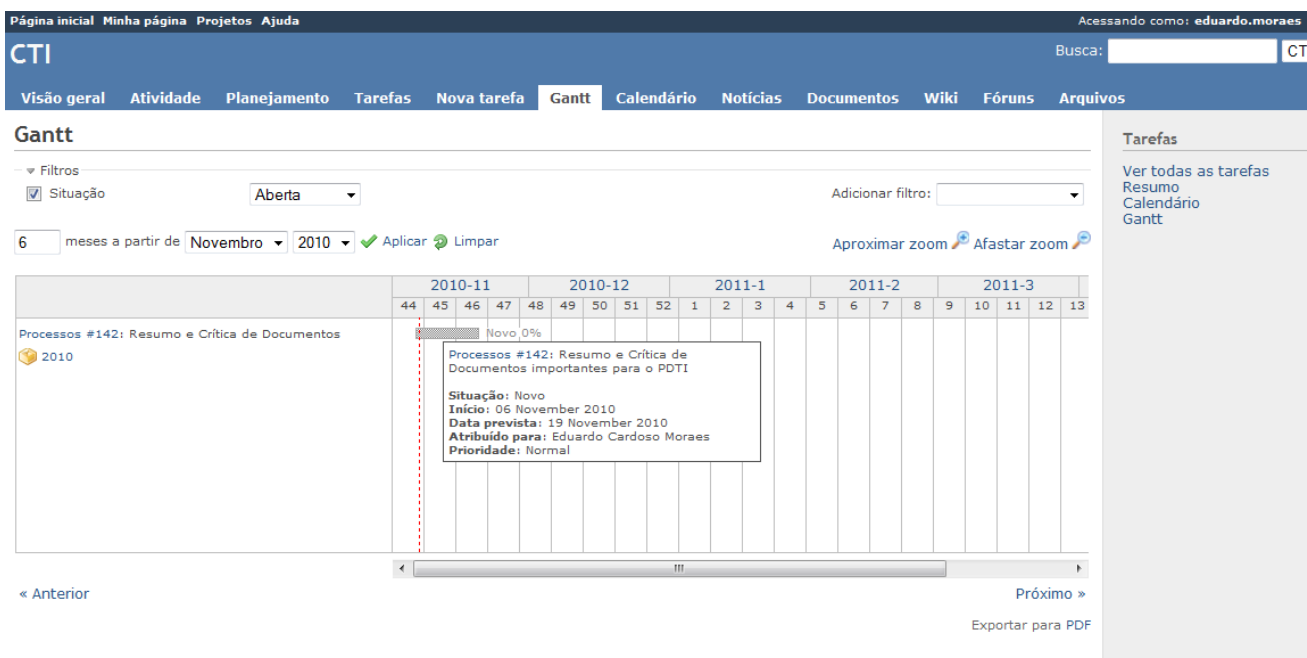 Página inicial Minha página Projetos Ajuda
Acessando como: eduardo.moraes
CTI
Busca:
CT
Visão geral Atividade Planejamento Tarefas Nova tarefa Gantt Calendário Notícias Documentos Wiki Fóruns Arquivos
Gantt
Filtros
Situação Aberta Adicionar filtro:
6 meses a partir de Novembro 2010 Aplicar Limpar Aproximar zoom Afastar zoom
2010-11 2010-12 2011-1 2011-2 2011-3
44 45 46 47 48 49 50 51 52 1 2 3 4 5 6 7 8 9 10 11 12 13
Processos #142: Resumo e Crítica de Documentos
Novo 0%
2010
Processos #142: Resumo e Crítica de
Documentos importantes para o PDTI
Situação: Novo
Início: 06 November 2010
Data prevista: 19 November 2010
Atribuído para: Eduardo Cardoso Moraes
Prioridade: Normal
« Anterior
Próximo »
Exportar para PDF
Tarefas
Ver todas as tarefas
Resumo
Calendário
Gantt